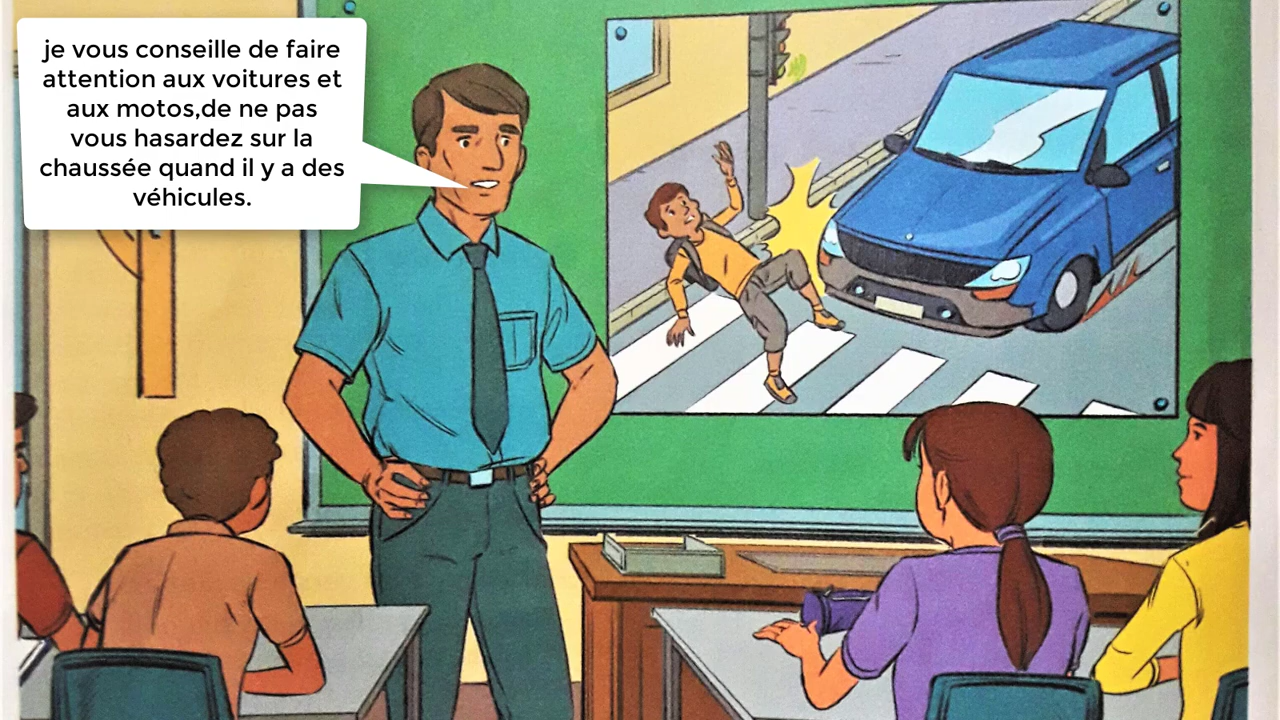 je vous conseille de faire
attention aux voitures et
aux motos,de ne pas
vous hasardez sur la
chaussée quand il y a des
véhicules.